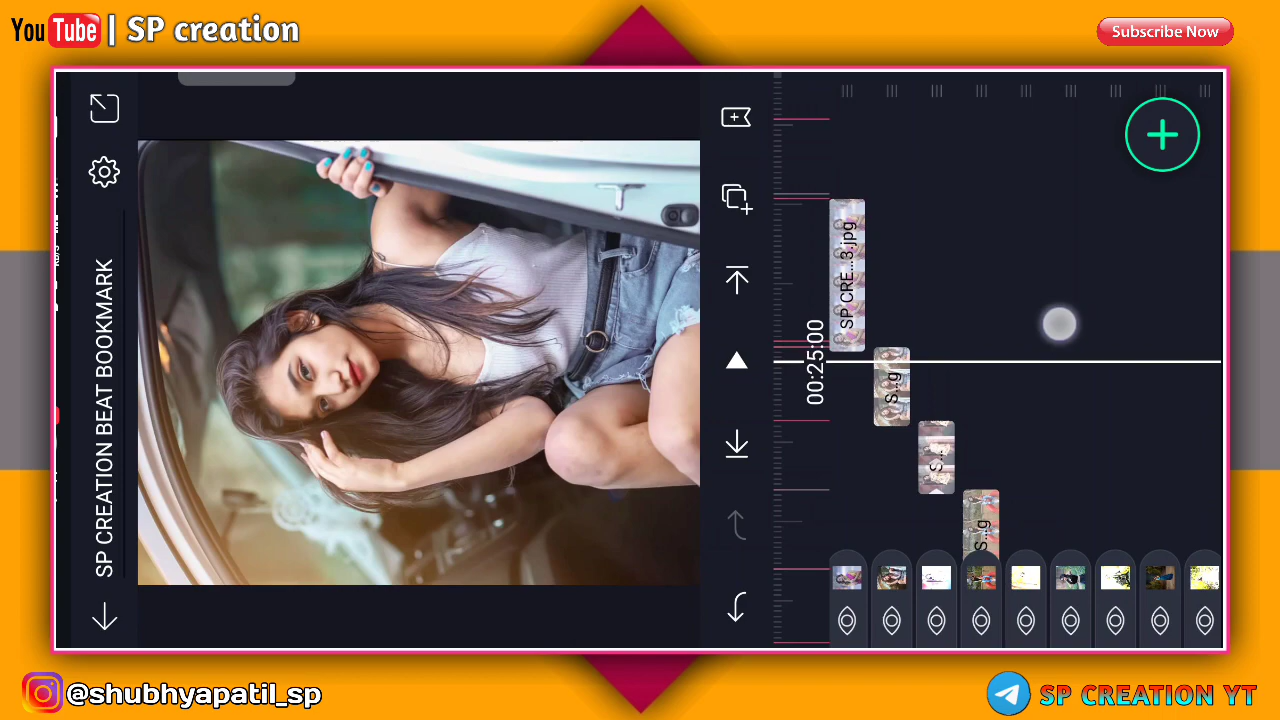 YouTube | SP creation
Subscribe Now
SP CREATION BEAT BOOKMARK
00:25:00
SP CRE...3.jpg
S...g
S...
S...g
@shubhyapatil_sp
SP CREATION YT